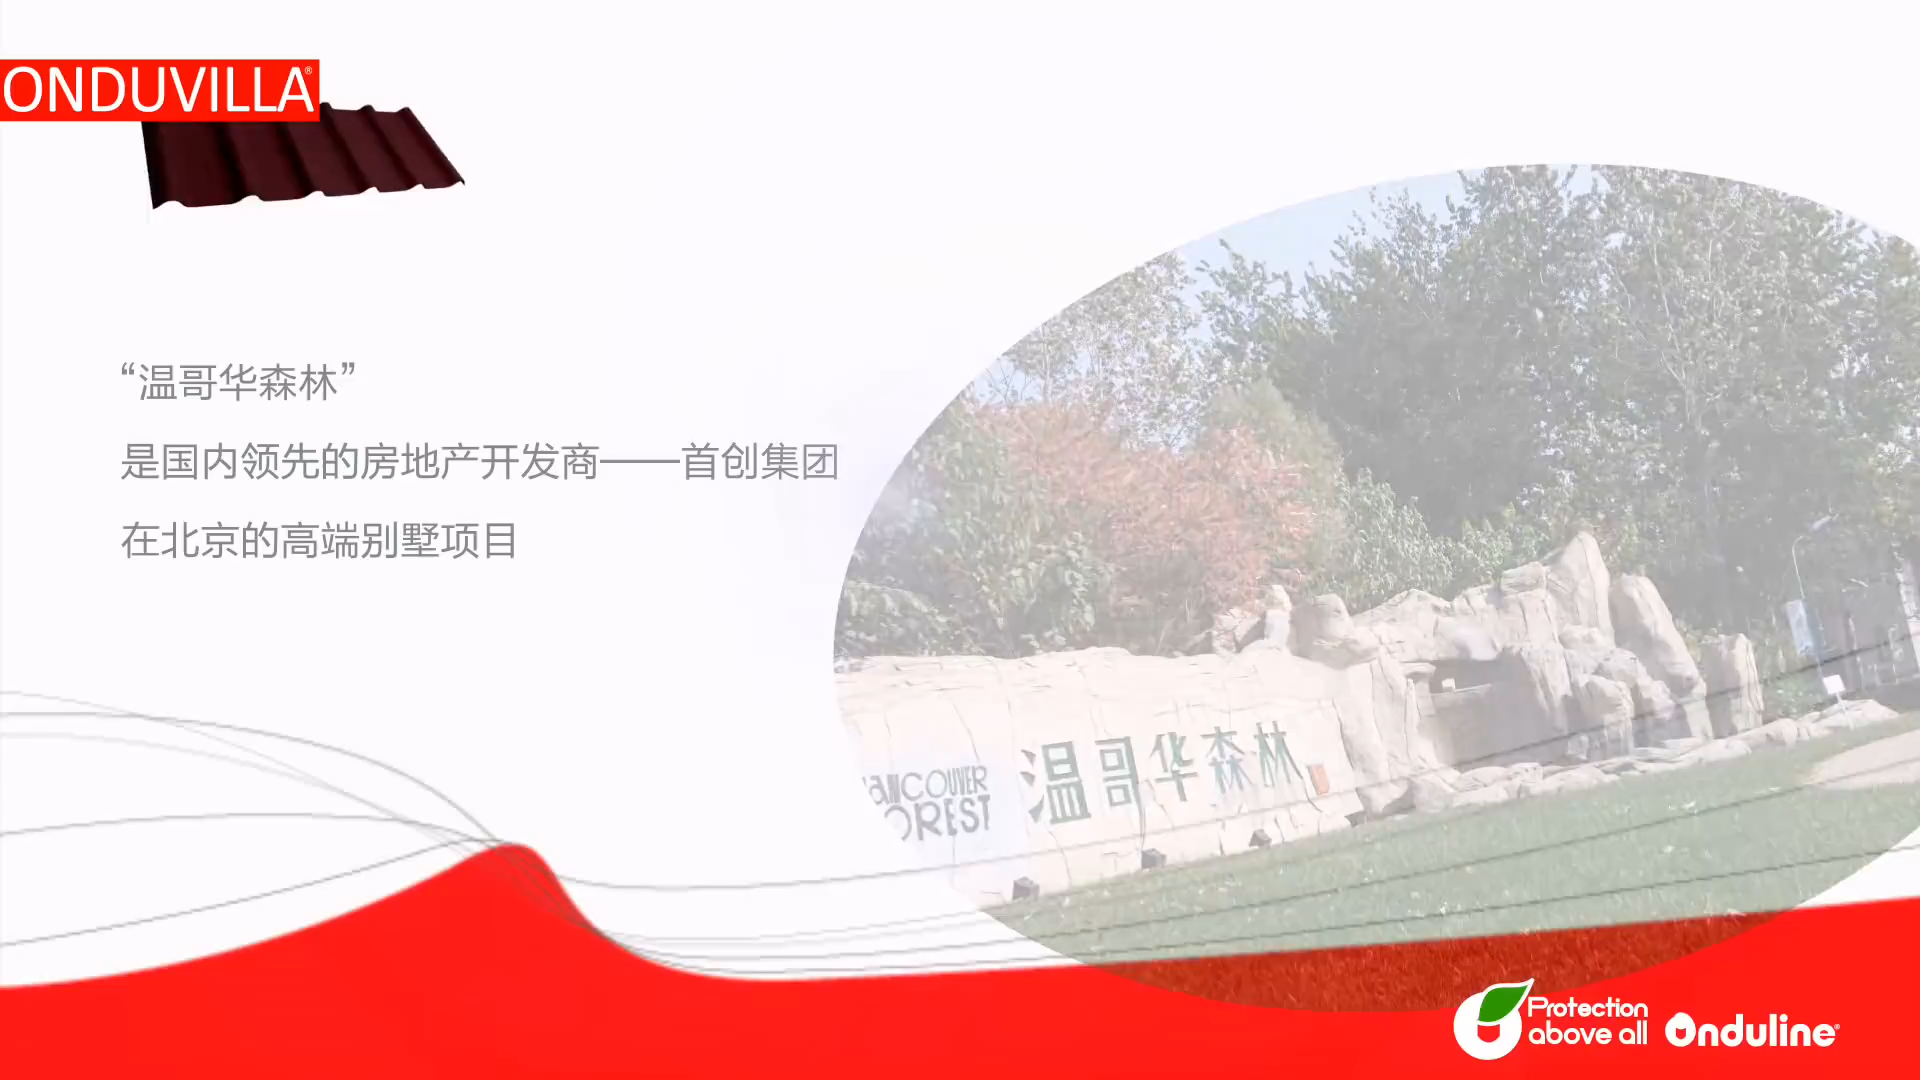 ONDUVILLA®
“温哥华森林”
是国内领先的房地产开发商——首创集团
在北京的高端别墅项目
VANCOUVER
FOREST
温哥华森林
Protection
above all
Onduline®